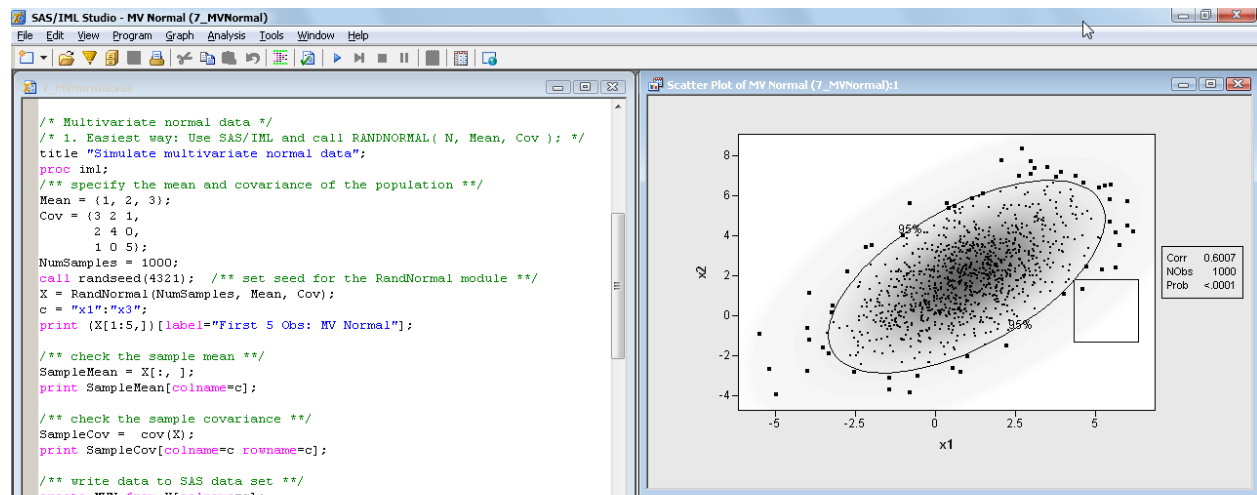 SAS/IML Studio - MV Normal (7_MVNormal)
File Edit View Program Graph Analysis Tools Window Help
7_MVNormal.sas
/* Multivariate normal data */
/* 1. Easiest way: Use SAS/IML and call RANDNORMAL( N, Mean, Cov ); */
title "Simulate multivariate normal data";
proc iml;
/** specify the mean and covariance of the population **/
Mean = {1, 2, 3};
Cov = {3 2 1,
2 4 0,
1 0 5};
NumSamples = 1000;
call randseed(4321); /** set seed for the RandNormal module **/
X = RandNormal(NumSamples, Mean, Cov);
c = "x1":"x3";
print (X[1:5,])[label="First 5 Obs: MV Normal"];
/** check the sample mean **/
SampleMean = X[:, ];
print SampleMean[colname=c];
/** check the sample covariance **/
SampleCov = cov(X);
print SampleCov[colname=c rowname=c];
/** write data to SAS data set **/
Scatter Plot of MV Normal (7_MVNormal):1
8
6
4
2
0
-2
-4
x2
95%
95%
-5
-2.5
0
2.5
5
x1
Corr 0.6007
NObs 1000
Prob <.0001